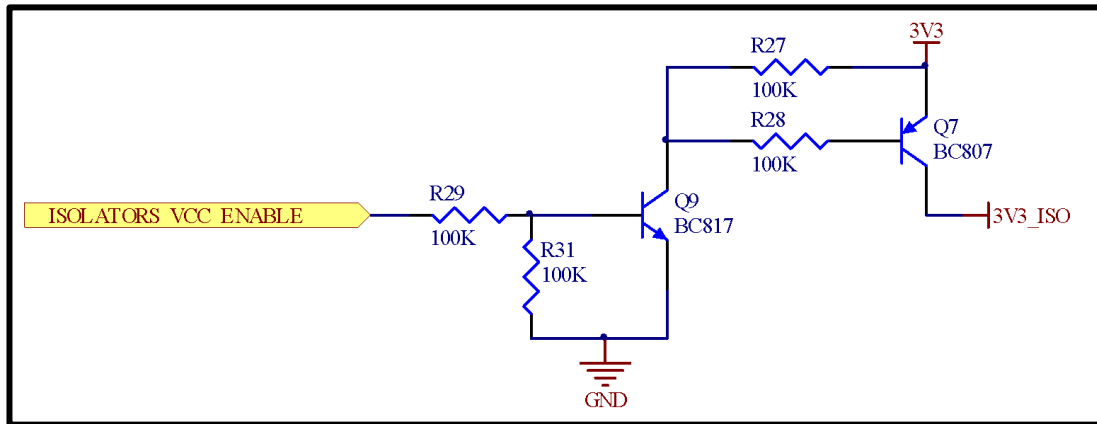 3V3
R27
100K
R28
100K
Q7
BC807
ISOLATORS VCC ENABLE
R29
100K
Q9
BC817
3V3_ISO
R31
100K
GND